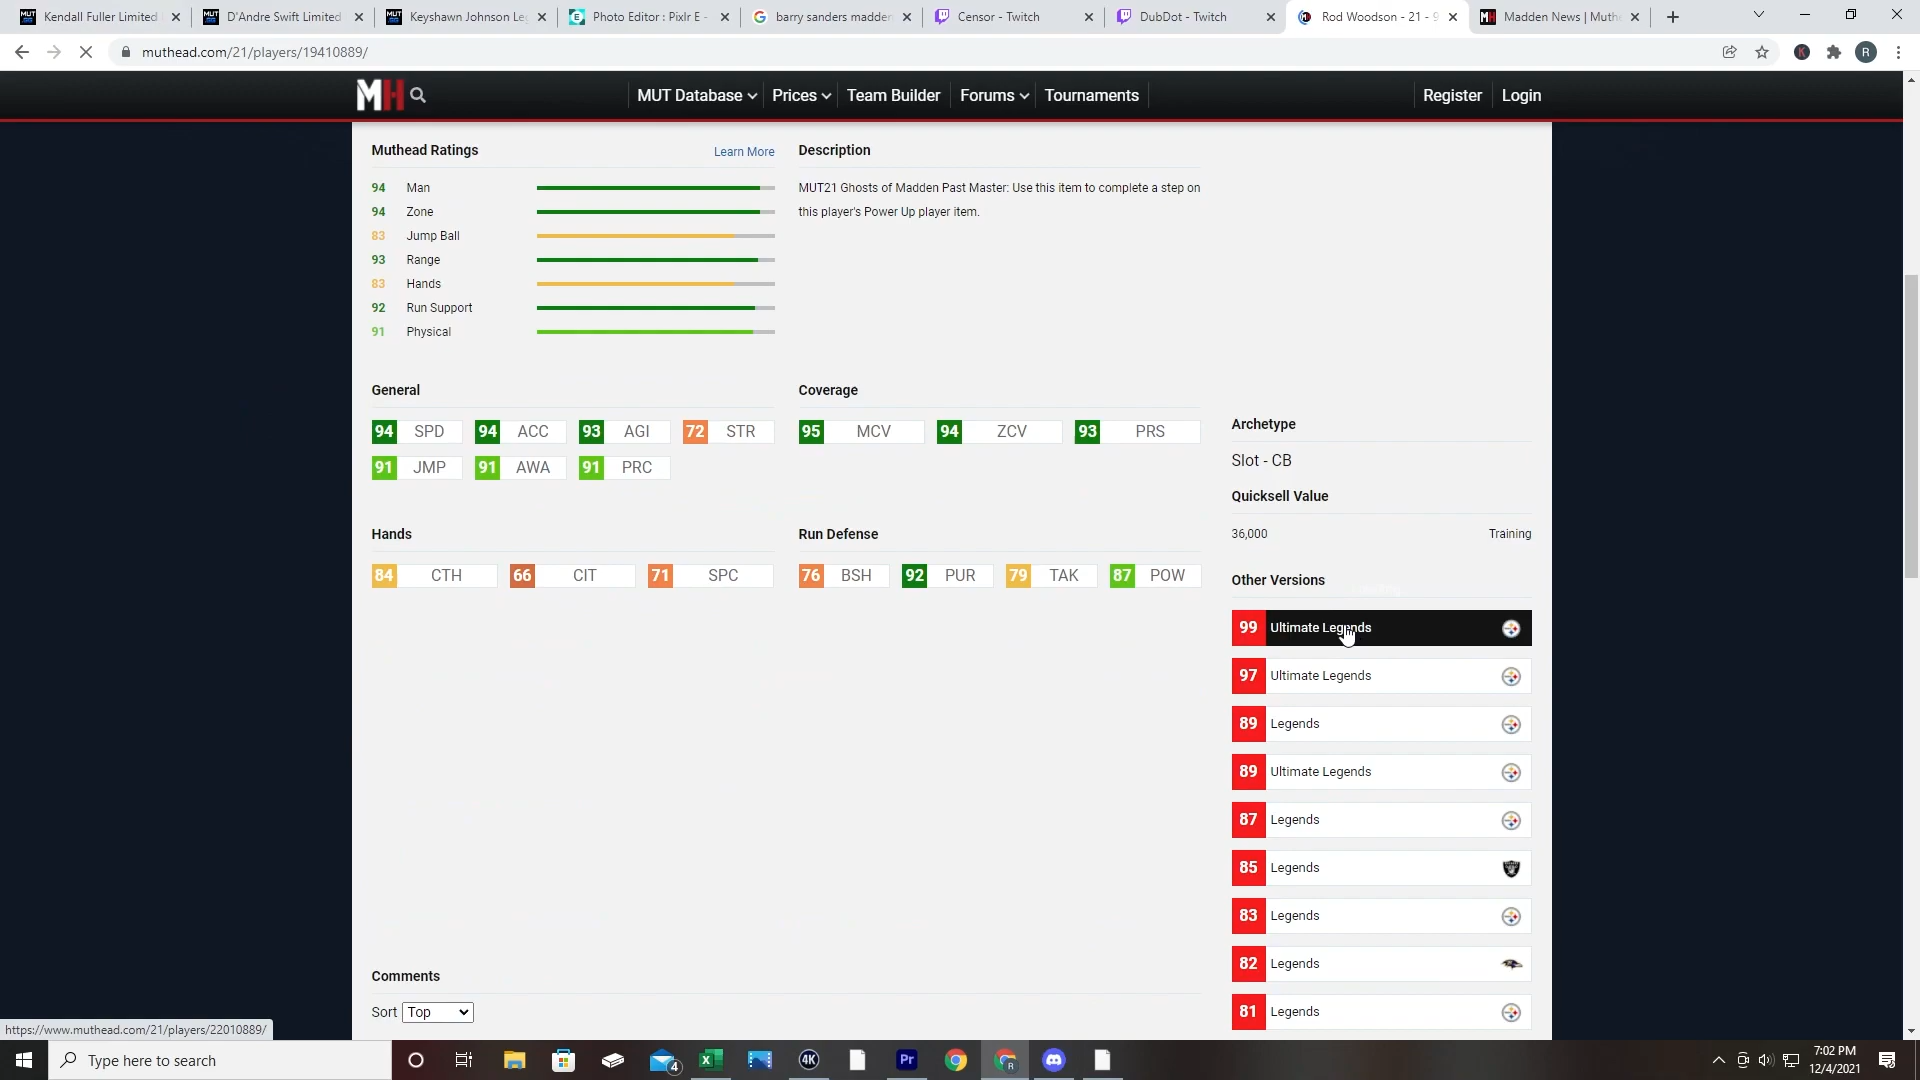 Kendall Fuller Limited
D'Andre Swift Limited
Keyshawn Johnson Le
Photo Editor : Pixlr E -
barry sanders madden
Censor - Twitch
DubDot - Twitch
Rod Woodson - 21 - 9
Madden News | Muthe
muthead.com/21/players/19410889/
K
R
MH
MUT Database
Prices
Team Builder
Forums
Tournaments
Register
Login
Muthead Ratings
Learn More
94 Man
94 Zone
83 Jump Ball
93 Range
83 Hands
92 Run Support
91 Physical
Description
MUT21 Ghosts of Madden Past Master: Use this item to complete a step on
this player's Power Up player item.
General
94 SPD 94 ACC 93 AGI 72 STR
91 JMP 91 AWA 91 PRC
Coverage
95 MCV 94 ZCV 93 PRS
Hands
84 CTH 66 CIT 71 SPC
Run Defense
76 BSH 92 PUR 79 TAK 87 POW
Archetype
Slot - CB
Quicksell Value
36,000 Training
Other Versions
99 Ultimate Legends
97 Ultimate Legends
89 Legends
89 Ultimate Legends
87 Legends
85 Legends
83 Legends
82 Legends
81 Legends
Comments
Sort Top
https://www.muthead.com/21/players/22010889/
Type here to search
4
4K
Pr
R
7:02 PM
12/4/2021